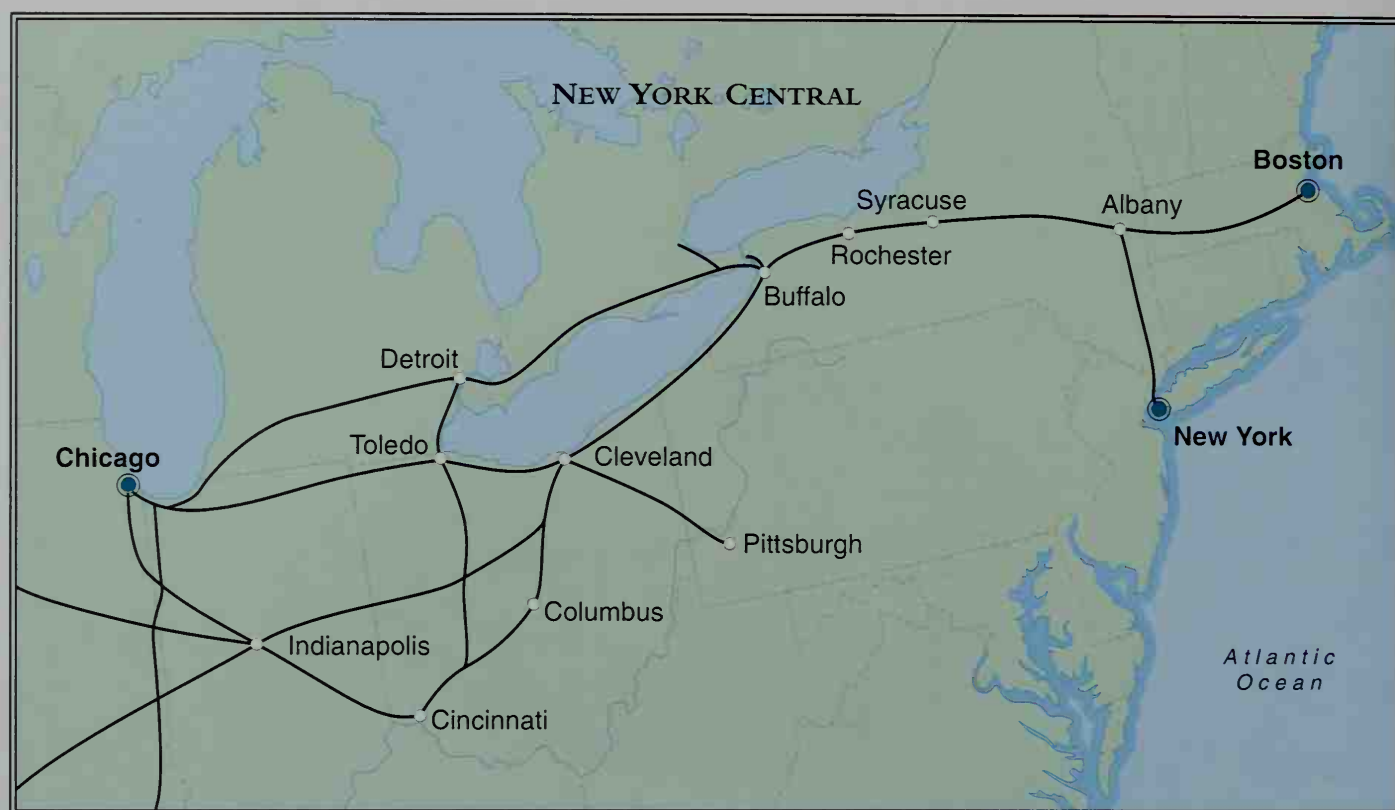 NEW YORK CENTRAL
Boston
Syracuse
Albany
Rochester
Buffalo
Detroit
Toledo
Cleveland
Chicago
New York
Pittsburgh
Columbus
Indianapolis
Atlantic
Ocean
Cincinnati